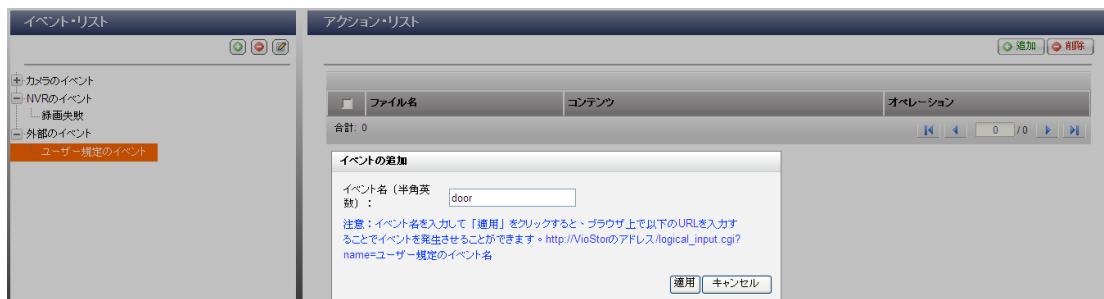 イベント・リスト
カメラのイベント
NVRのイベント
録画失敗
外部のイベント
ユーザー規定のイベント
アクション・リスト
追加 削除
ファイル名 コンテンツ オペレーション
合計: 0
0 / 0
イベントの追加
イベント名（半角英
数）：
door
注意：イベント名を入力して「適用」をクリックすると、ブラウザ上で以下のURLを入力す
ることでイベントを発生させることができます。http://VioStorのアドレス/logical_input.cgi?
name=ユーザー規定のイベント名
適用 キャンセル